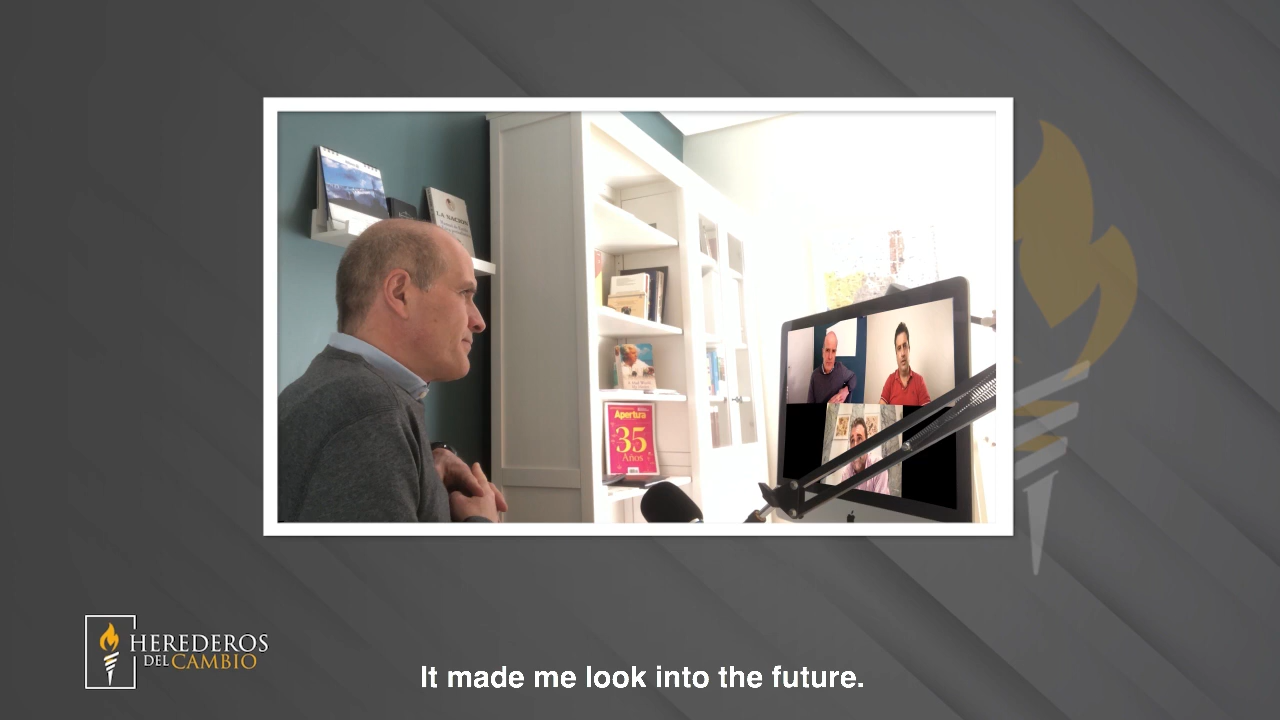 LA NACION
Apertura
35
Años
HEREDEROS
DEL CAMBIO
It made me look into the future.